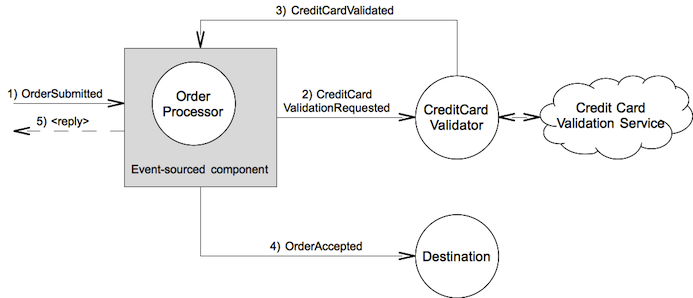 3) CreditCardValidated
1) OrderSubmitted
5) <reply>
Order
Processor
Event-sourced component
2) CreditCard
ValidationRequested
CreditCard
Validator
Credit Card
Validation Service
4) OrderAccepted
Destination